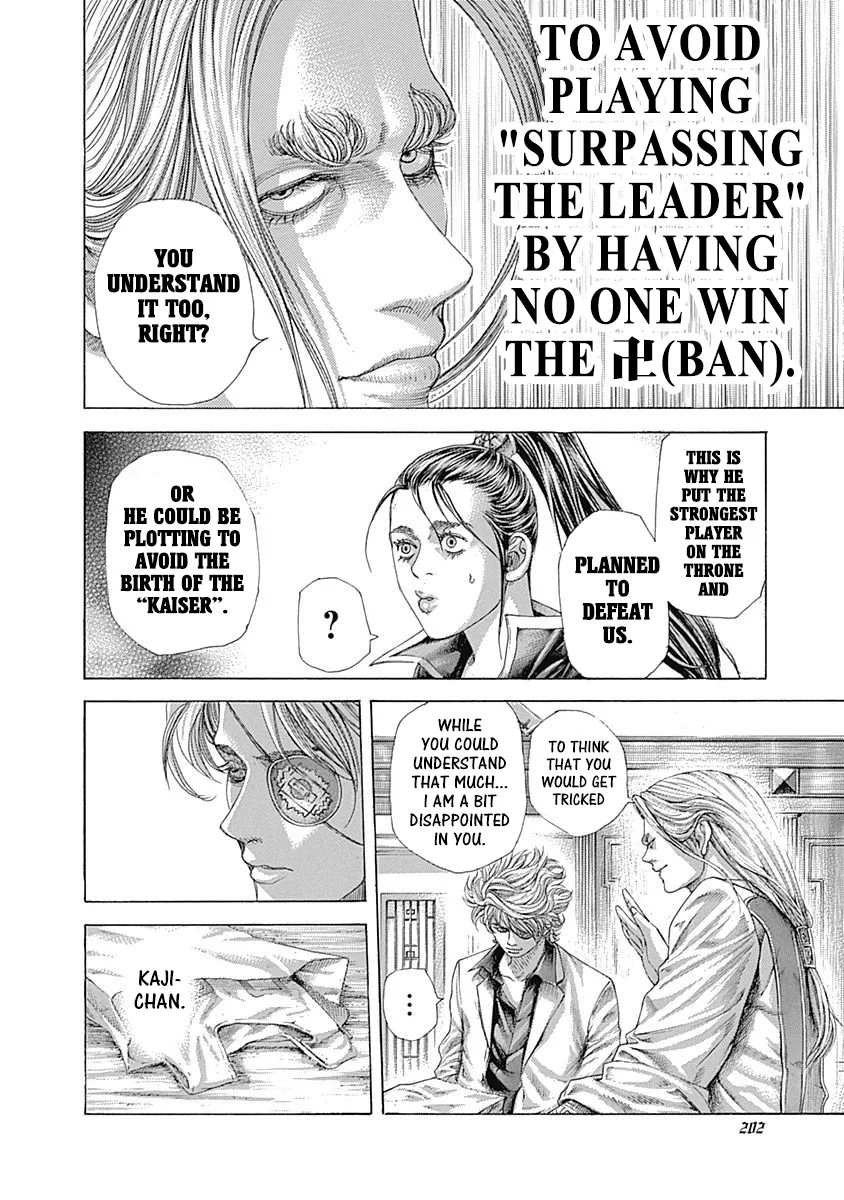 TO AVOID
PLAYING
"SURPASSING
THE LEADER"
BY HAVING
NO ONE WIN
THE 卍(BAN).
YOU
UNDERSTAND
IT TOO,
RIGHT?
THIS IS
WHY HE
PUT THE
STRONGEST
PLAYER
ON THE
THRONE
AND
PLANNED
TO
DEFEAT
US.
?
OR
HE COULD BE
PLOTTING TO
AVOID THE
BIRTH OF THE
“KAISER”.
TO THINK
THAT YOU
WOULD GET
TRICKED
WHILE
YOU COULD
UNDERSTAND
THAT MUCH...
I AM A BIT
DISAPPOINTED
IN YOU.
...
KAJI-
CHAN.
202